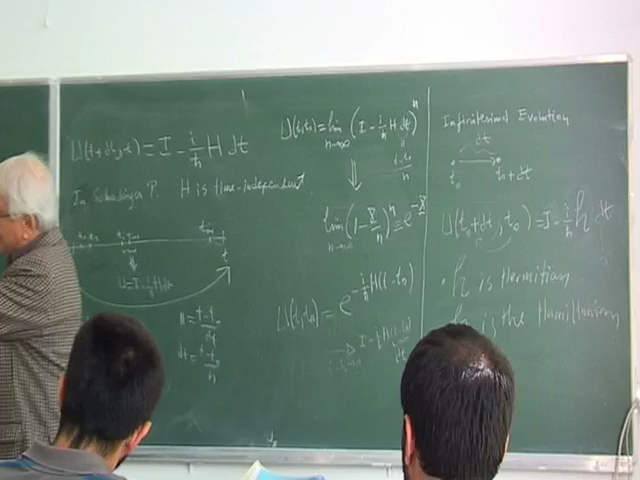 U(t+dt, t) = I - i/ħ H dt
In Schrödinger P. H is time-independent.
t
n = t-t₀/dt
dt = t-t₀/n
U(t,t₀) = lim n→∞ (I - i/ħ H dt)ⁿ
t-t₀/n
lim n→∞ (1 - x/n)ⁿ = e^-x
U(t,t₀) = e^-i/ħ H(t-t₀)
Infinitesimal Evolution
dt
t₀ t₀+dt
U(t₀+dt, t₀) = I - i/ħ h dt
• h is Hermitian
h is the Hamiltonian